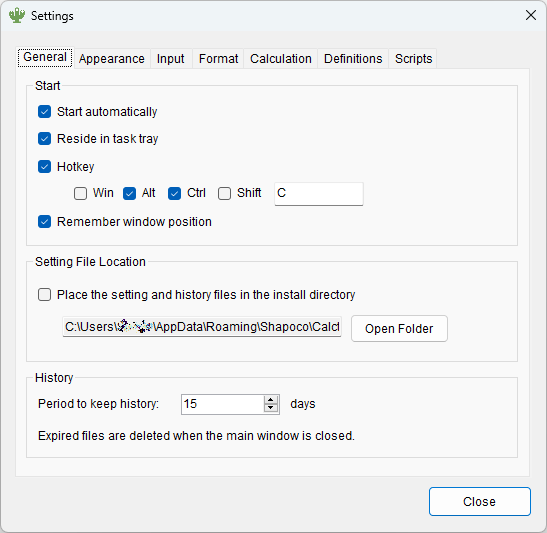 Settings
General Appearance Input Format Calculation Definitions Scripts
Start
Start automatically
Reside in task tray
Hotkey
Win Alt Ctrl Shift C
Remember window position
Setting File Location
Place the setting and history files in the install directory
C:\Users\ \AppData\Roaming\Shapoco\Calct Open Folder
History
Period to keep history: 15 days
Expired files are deleted when the main window is closed.
Close